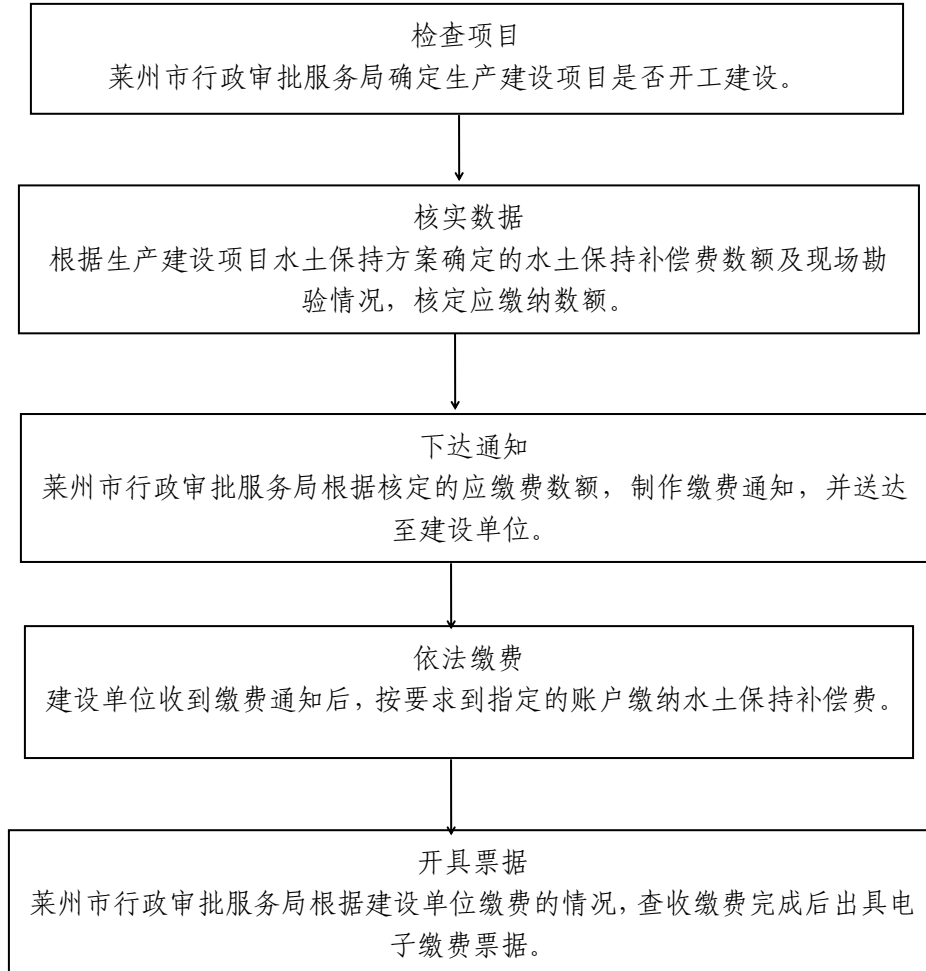 检查项目
莱州市行政审批服务局确定生产建设项目是否开工建设。
核实数据
根据生产建设项目水土保持方案确定的水土保持补偿费数额及现场勘
验情况，核定应缴纳数额。
下达通知
莱州市行政审批服务局根据核定的应缴费数额，制作缴费通知，并送达
至建设单位。
依法缴费
建设单位收到缴费通知后，按要求到指定的账户缴纳水土保持补偿费。
开具票据
莱州市行政审批服务局根据建设单位缴费的情况，查收缴费完成后出具电
子缴费票据。